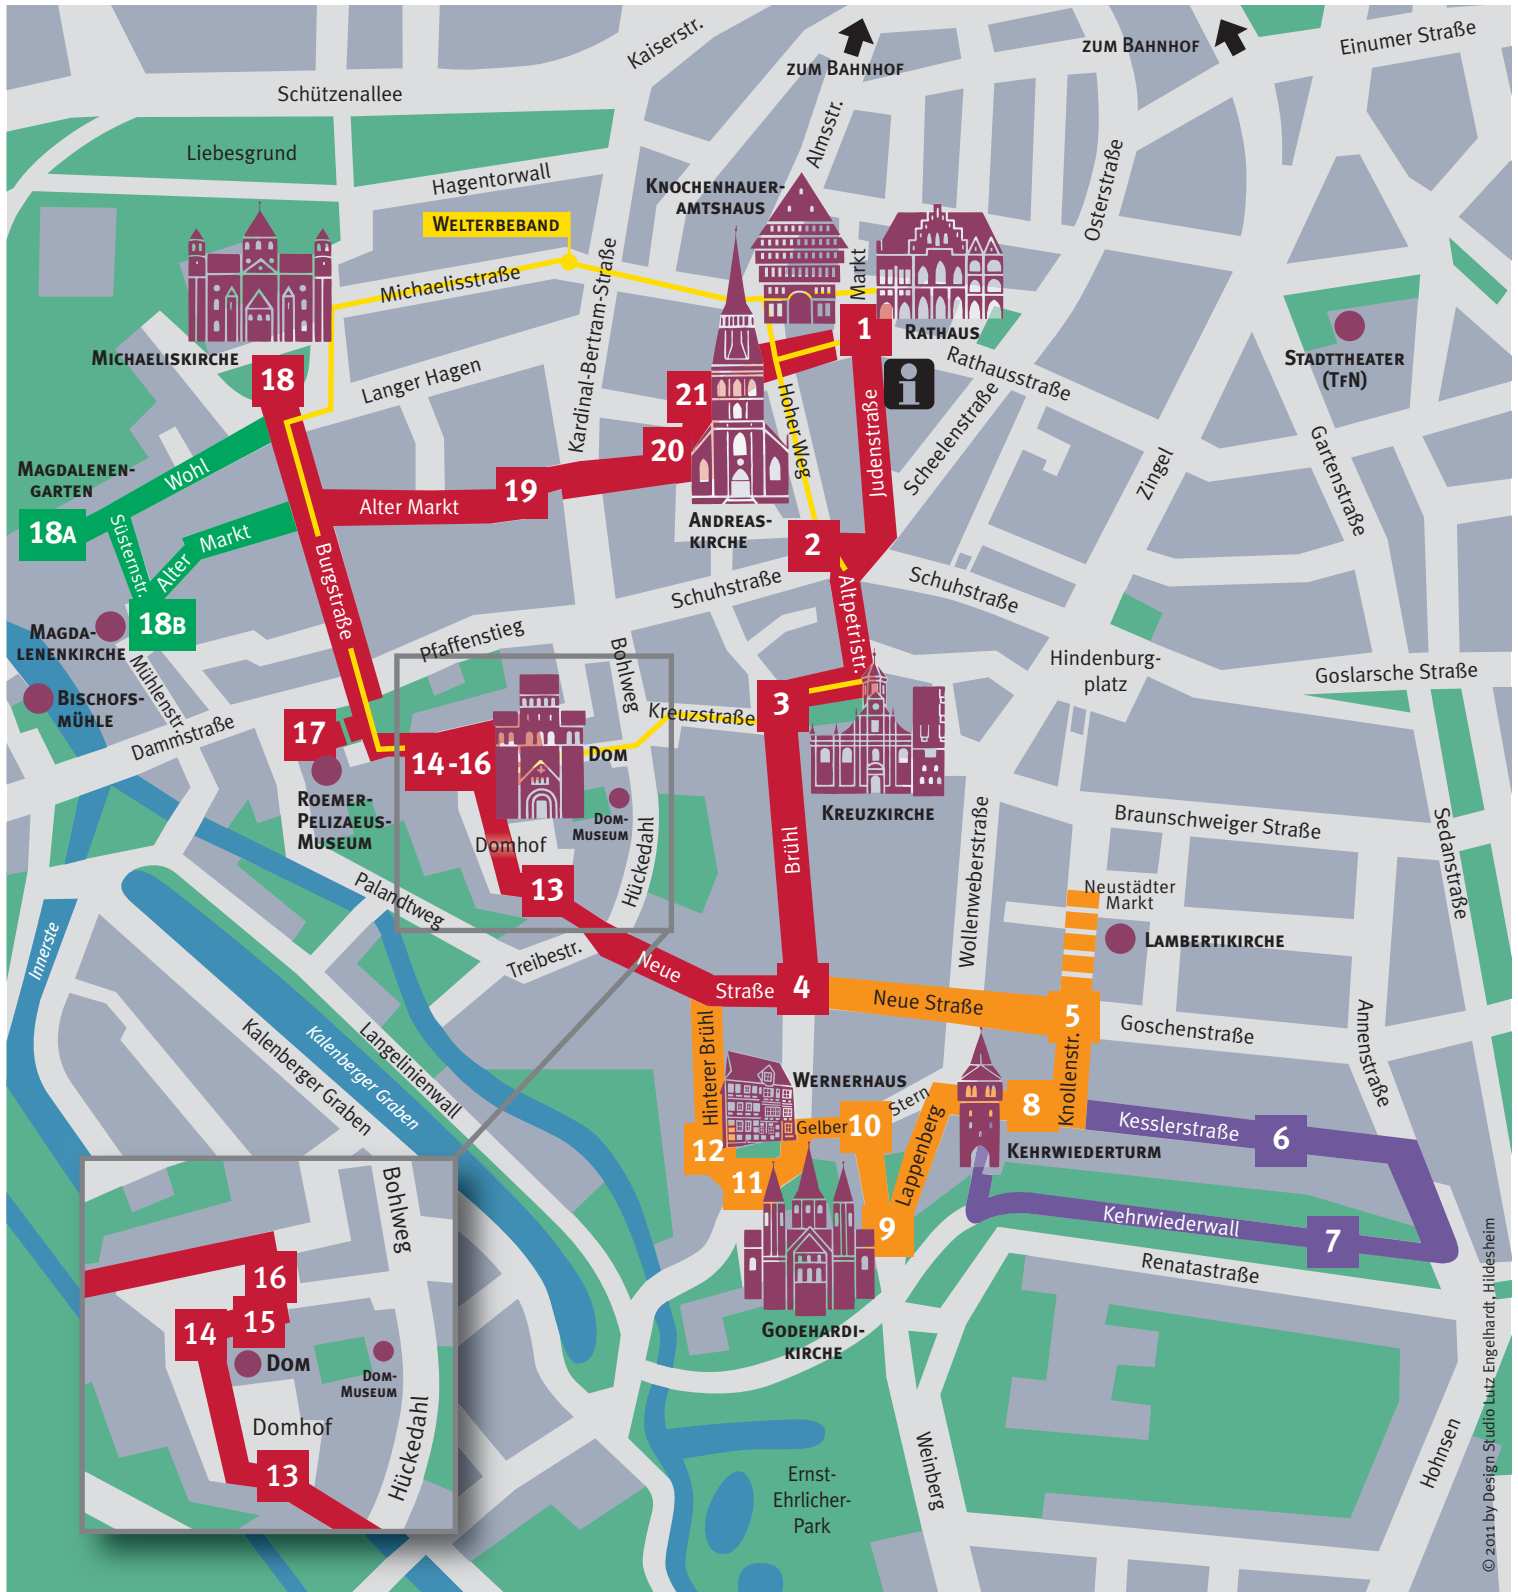 Kaiserstr.
ZUM BAHNHOF
ZUM BAHNHOF
Einumer Straße
Schützenallee
Almsstr.
Liebesgrund
Hagentorwall
Osterstraße
KNOCHENHAUER-
AMTSHAUS
WELTERBEBAND
Markt
Michaelisstraße
Kardinal-Bertram-Straße
1
RATHAUS
MICHAELISKIRCHE
Rathausstraße
STADTTHEATER
(TFN)
18
Langer Hagen
21
i
Hoher Weg
Judenstraße
Scheelenstraße
20
Gartenstraße
Zingel
MAGDALENEN-
GARTEN
Wohl
19
Alter Markt
18A
Süsternstr.
Alter
Markt
ANDREAS-
KIRCHE
2
Burgstraße
Schuhstraße
Altpetristr.
Schuhstraße
18B
MAGDA-
LENENKIRCHE
Pfaffenstieg
Bohlweg
Hindenburg-
platz
Goslarsche Straße
Mühlenstr.
BISCHOFS-
MÜHLE
Dammstraße
17
Kreuzstraße
3
14-16
DOM
ROEMER-
PELIZAEUS-
MUSEUM
DOM-
MUSEUM
KREUZKIRCHE
Braunschweiger Straße
Sedanstraße
Domhof
Hückedahl
Brühl
Wollenweberstraße
13
Palandtweg
Neustädter
Markt
LAMBERTIKIRCHE
Innerste
Treibestr.
Neue
Straße
4
Neue Straße
5
Goschenstraße
Annenstraße
Kalenberger Graben
Kalenberger Graben
Langelinienwall
Hinterer Brühl
WERNERHAUS
Stern
8
Knollenstr.
Kesslerstraße
6
Gelber
10
12
KEHRWIEDERTURM
11
Lappenberg
9
Kehrwiederwall
7
Renatastraße
GODEHARDI-
KIRCHE
Bohlweg
16
15
14
DOM
DOM-
MUSEUM
Domhof
Hückedahl
13
Ernst-
Ehrlicher-
Park
Weinberg
Hohnsen
© 2011 by Design Studio Lutz Engelhardt, Hildesheim